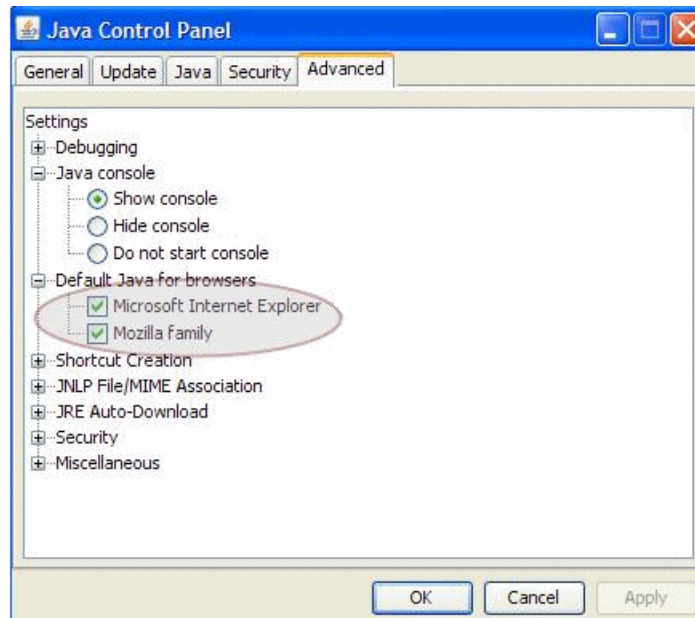 Java Control Panel
General Update Java Security Advanced
Settings
Debugging
Java console
Show console
Hide console
Do not start console
Default Java for browsers
Microsoft Internet Explorer
Mozilla family
Shortcut Creation
JNLP File/MIME Association
JRE Auto-Download
Security
Miscellaneous
OK Cancel Apply